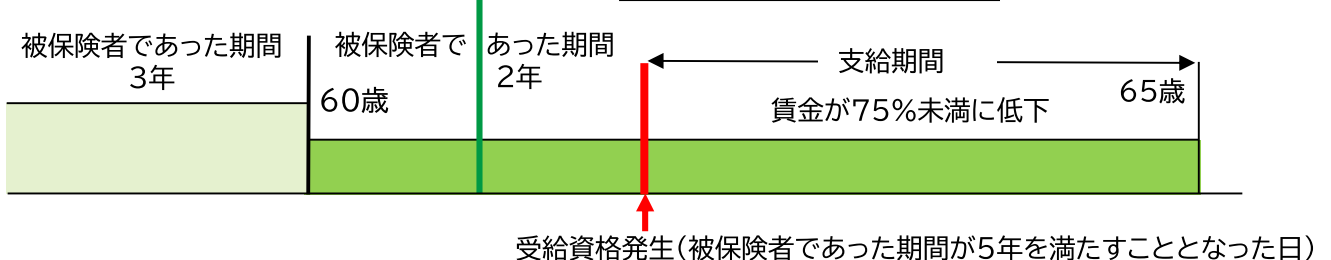 被保険者であった期間
3年
被保険者であった期間
2年
60歳
支給期間
65歳
賃金が75%未満に低下
受給資格発生(被保険者であった期間が5年を満たすこととなった日)